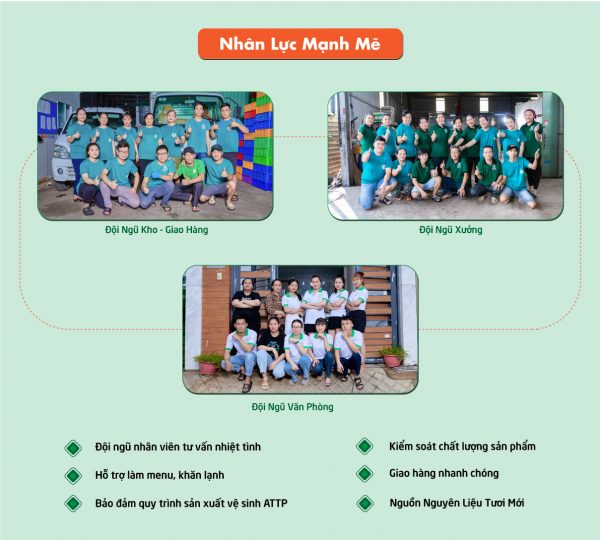 Nhân Lực Mạnh Mẽ
Đội Ngũ Kho - Giao Hàng
Đội Ngũ Xưởng
Đội Ngũ Văn Phòng
Đội ngũ nhân viên tư vấn nhiệt tình
Hỗ trợ làm menu, khăn lạnh
Bảo đảm quy trình sản xuất vệ sinh ATTP
Kiểm soát chất lượng sản phẩm
Giao hàng nhanh chóng
Nguồn Nguyên Liệu Tươi Mới